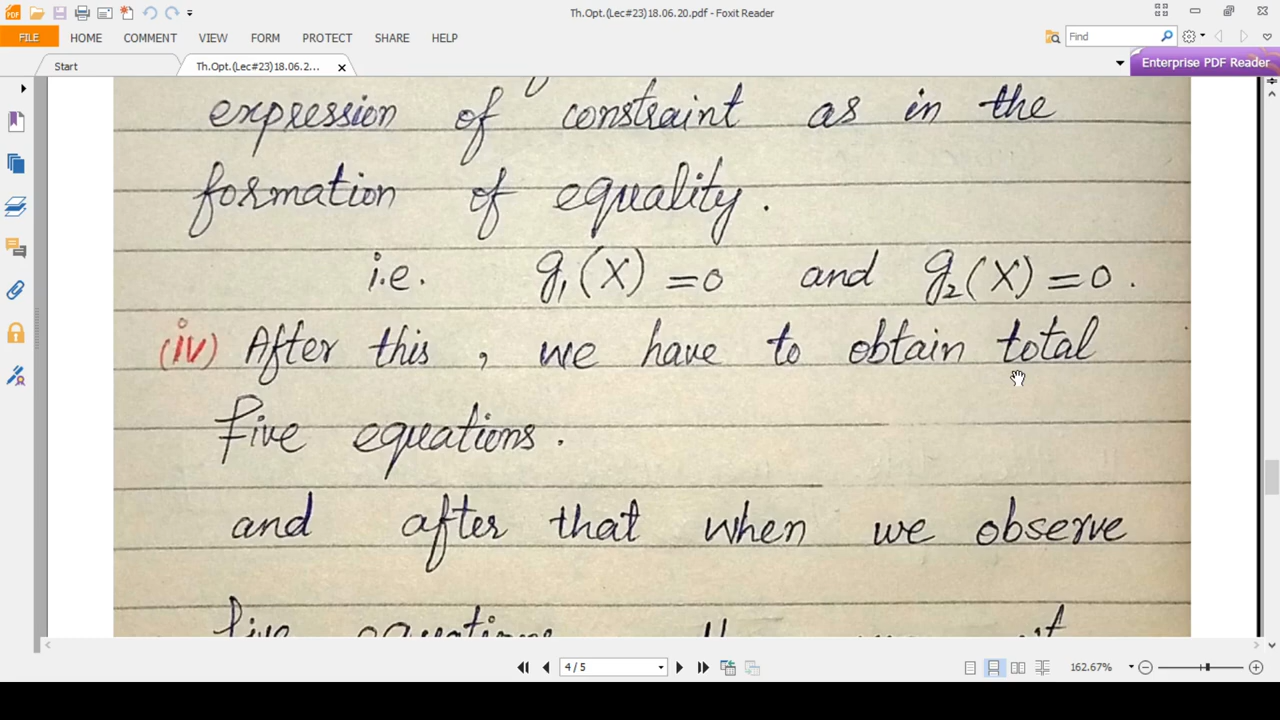 Th.Opt.(Lec#23)18.06.20.pdf - Foxit Reader
FILE HOME COMMENT VIEW FORM PROTECT SHARE HELP
Find
Start Th.Opt.(Lec#23)18.06.2...
Enterprise PDF Reader
expression of constraint as in the
formation of equality.
i.e. g₁(X) =0 and g₂(X)=0.
(iv) After this, we have to obtain total
Five equations.
and after that when we observe
five equations
4 / 5
162.67%